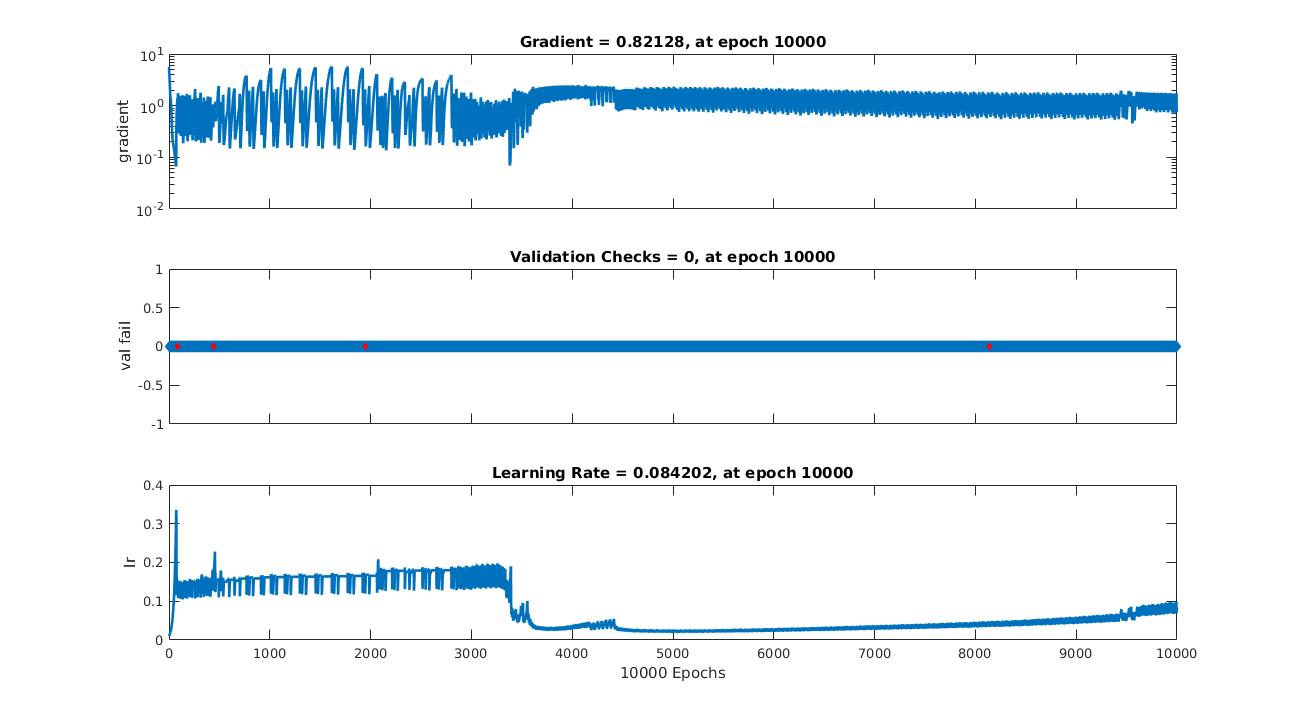 Gradient = 0.82128, at epoch 10000
10^1
10^0
10^-1
10^-2
gradient
Validation Checks = 0, at epoch 10000
1
0.5
0
-0.5
-1
val fail
Learning Rate = 0.084202, at epoch 10000
0.4
0.3
0.2
0.1
0
lr
0 1000 2000 3000 4000 5000 6000 7000 8000 9000 10000
10000 Epochs